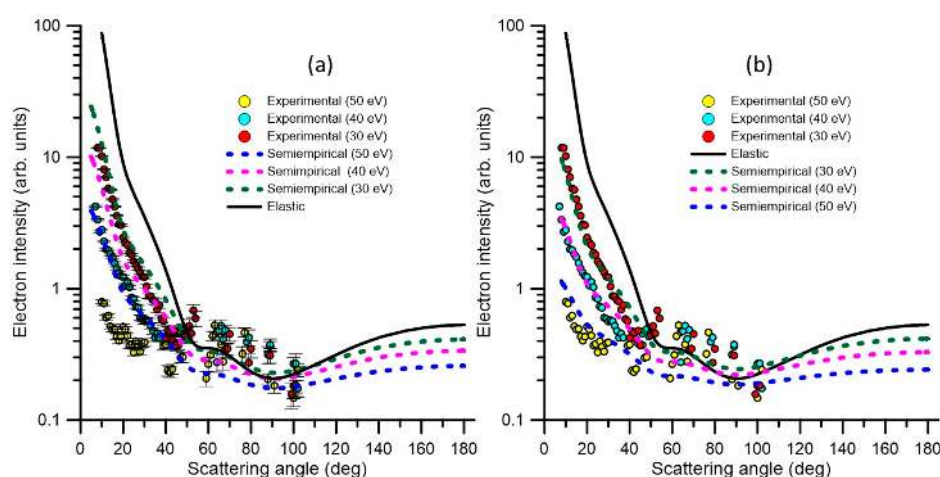 100
10
1
0.1
Electron intensity (arb. units)
(a)
Experimental (50 eV)
Experimental (40 eV)
Experimental (30 eV)
Semiempirical (50 eV)
Semimpirical (40 eV)
Semiempirical (30 eV)
Elastic
0 20 40 60 80 100 120 140 160 180
Scattering angle (deg)
100
10
1
0.1
Electron intensity (arb. units)
(b)
Experimental (50 eV)
Experimental (40 eV)
Experimental (30 eV)
Elastic
Semiempirical (30 eV)
Semiempirical (40 eV)
Semiempirical (50 eV)
0 20 40 60 80 100 120 140 160 180
Scattering angle (deg)